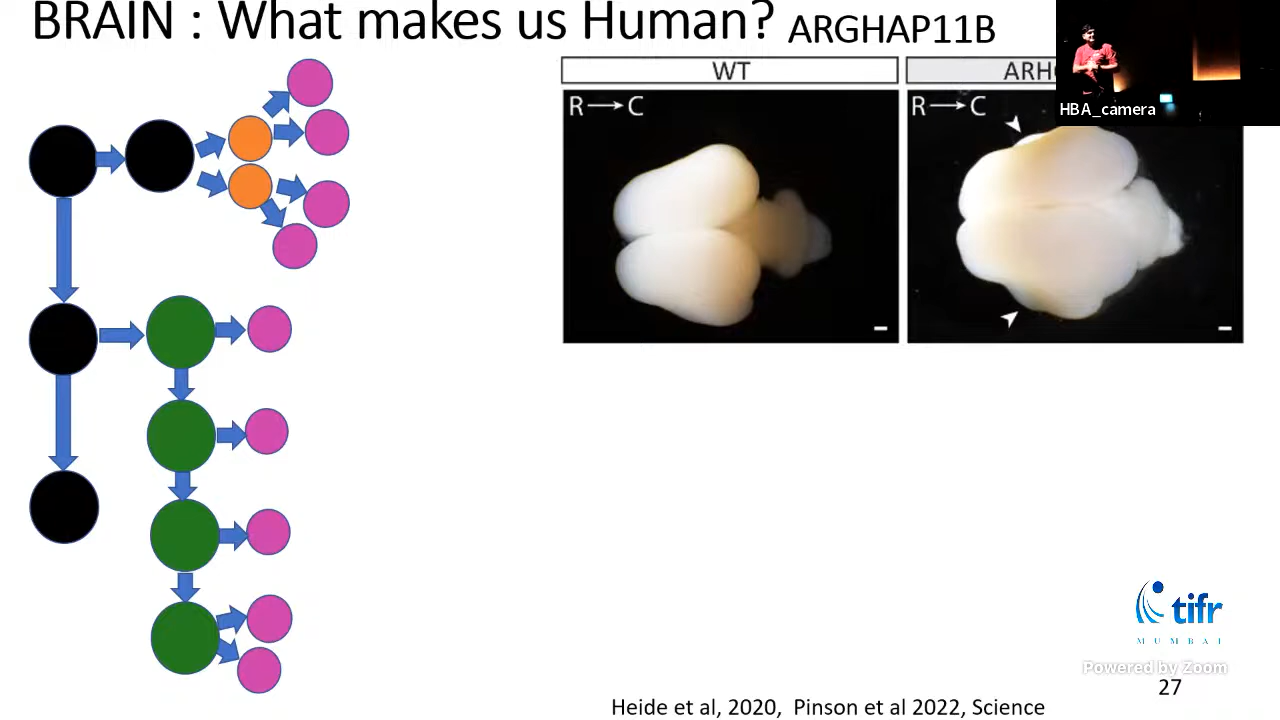 BRAIN : What makes us Human? ARGHAP11B
WT
ARH
R → C
R → C
HBA_camera
tifr
MUMBAI
Powered by Zoom
27
Heide et al, 2020, Pinson et al 2022, Science